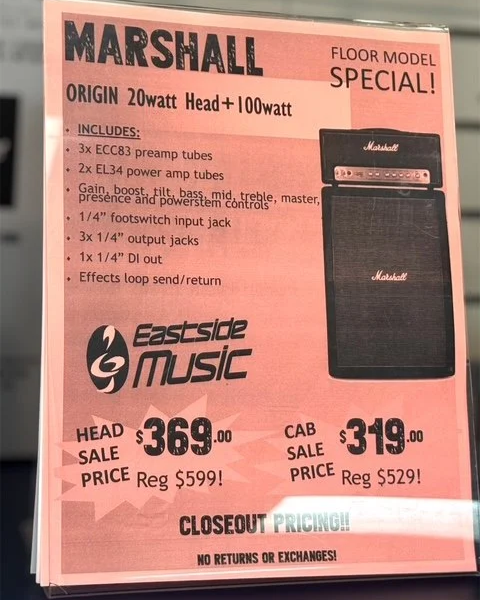 MARSHALL
FLOOR MODEL
SPECIAL!
ORIGIN 20watt Head+100watt
• INCLUDES:
• 3x ECC83 preamp tubes
• 2x EL34 power amp tubes
• Gain, boost, tilt, bass, mid, treble, master,
presence and powerstem controls
• 1/4” footswitch input jack
• 3x 1/4” output jacks
• 1x 1/4” DI out
• Effects loop send/return
Marshall
Marshall
Eastside
Music
HEAD
SALE
PRICE
$369.00
Reg $599!
CAB
SALE
PRICE
$319.00
Reg $529!
CLOSEOUT PRICING!!
NO RETURNS OR EXCHANGES!